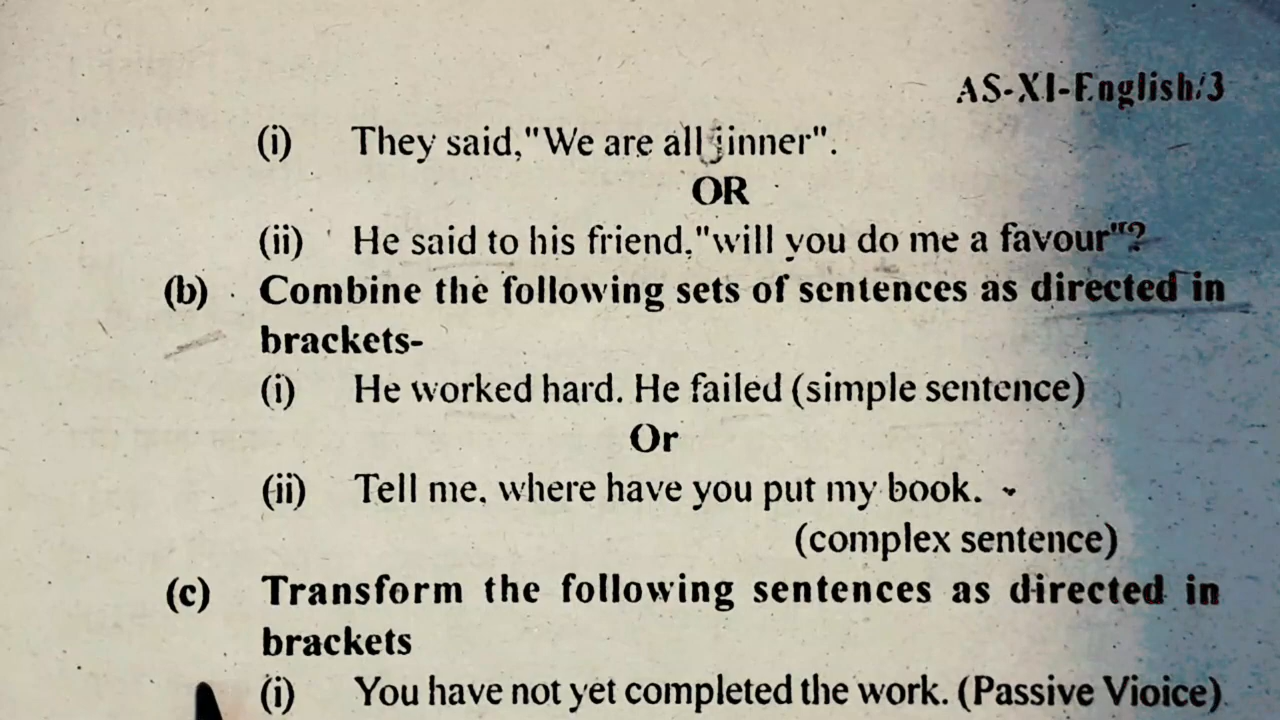 AS-XI-English/3
(i) They said,"We are all sinner".
OR
(ii) He said to his friend,"will you do me a favour"?
(b) Combine the following sets of sentences as directed in
brackets-
(i) He worked hard. He failed (simple sentence)
Or
(ii) Tell me, where have you put my book.
(complex sentence)
(c) Transform the following sentences as directed in
brackets
(i) You have not yet completed the work. (Passive Vioice)